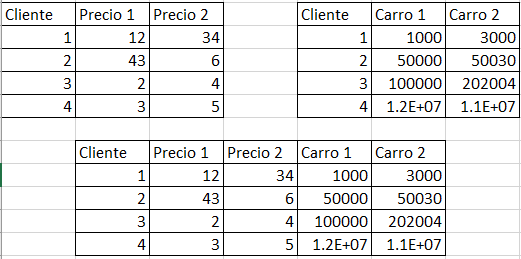 Cliente Precio 1 Precio 2 Cliente Carro 1 Carro 2
1 12 34 1 1000 3000
2 43 6 2 50000 50030
3 2 4 3 100000 202004
4 3 5 4 1.2E+07 1.1E+07
Cliente Precio 1 Precio 2 Carro 1 Carro 2
1 12 34 1000 3000
2 43 6 50000 50030
3 2 4 100000 202004
4 3 5 1.2E+07 1.1E+07